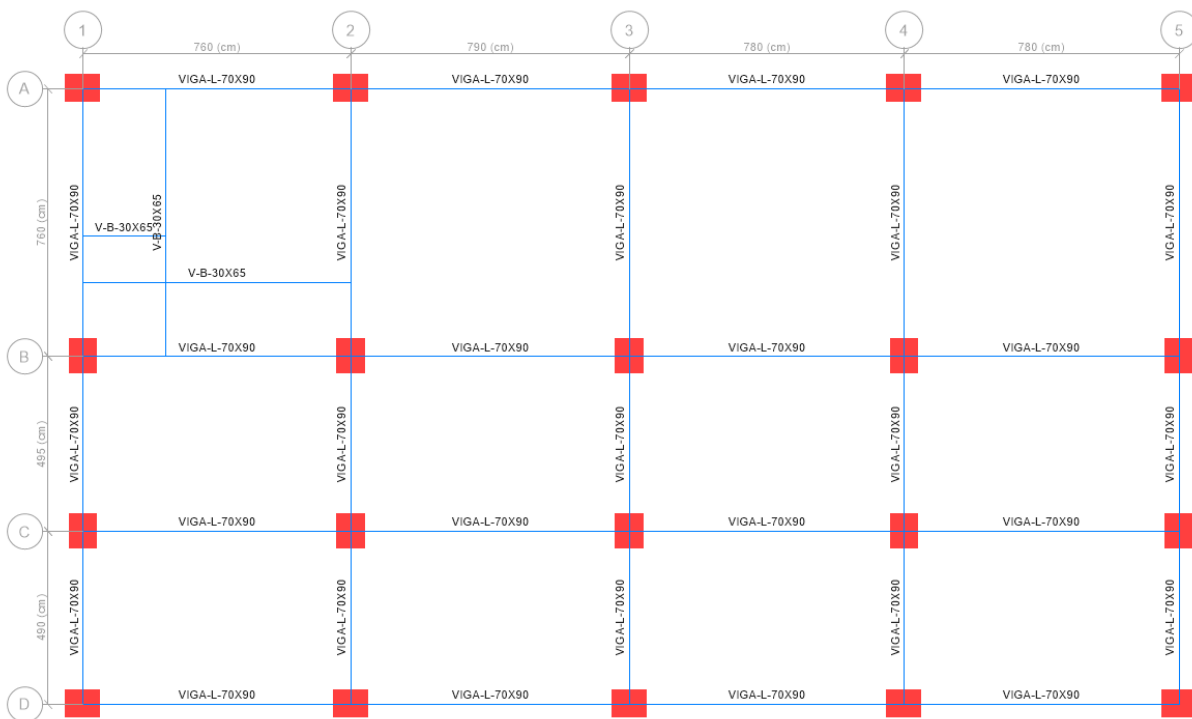 1 2 3 4 5
760 (cm) 790 (cm) 780 (cm) 780 (cm)
A
VIGA-L-70X90 VIGA-L-70X90 VIGA-L-70X90 VIGA-L-70X90
760 (cm)
VIGA-L-70X90
V-B-30X65
V-B-30X65
VIGA-L-70X90
VIGA-L-70X90
VIGA-L-70X90
VIGA-L-70X90
V-B-30X65
B
VIGA-L-70X90 VIGA-L-70X90 VIGA-L-70X90 VIGA-L-70X90
495 (cm)
VIGA-L-70X90
VIGA-L-70X90
VIGA-L-70X90
VIGA-L-70X90
VIGA-L-70X90
C
VIGA-L-70X90 VIGA-L-70X90 VIGA-L-70X90 VIGA-L-70X90
490 (cm)
VIGA-L-70X90
VIGA-L-70X90
VIGA-L-70X90
VIGA-L-70X90
VIGA-L-70X90
D
VIGA-L-70X90 VIGA-L-70X90 VIGA-L-70X90 VIGA-L-70X90